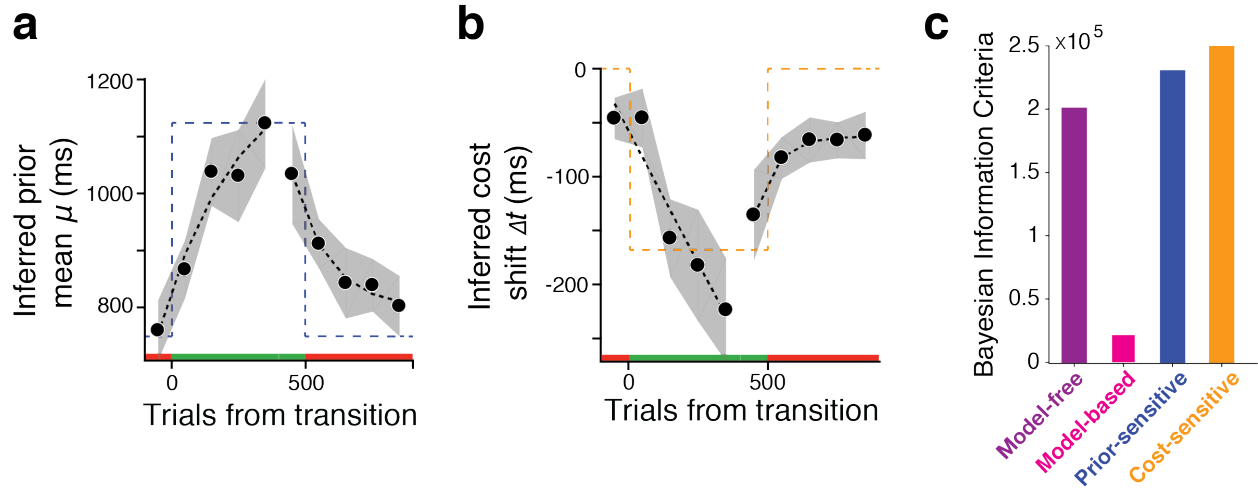 a
Inferred prior
mean μ (ms)
1200
1000
800
0
500
Trials from transition
b
Inferred cost
shift Δt (ms)
0
-100
-200
0
500
Trials from transition
c
Bayesian Information Criteria
×10 5
2.5
2
1.5
1
0.5
0
Model-free
Model-based
Prior-sensitive
Cost-sensitive